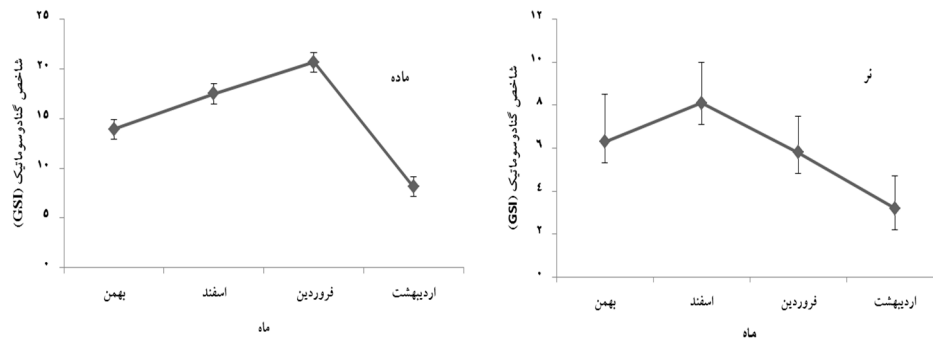 شاخص گنادوسوماتیک (GSI)
۲۵
۲۰
۱۵
۱۰
۵
۰
ماده
بهمن اسفند فروردین اردیبهشت
ماه
شاخص گنادوسوماتیک (GSI)
۱۲
۱۰
۸
۶
۴
۲
۰
نر
بهمن اسفند فروردین اردیبهشت
ماه